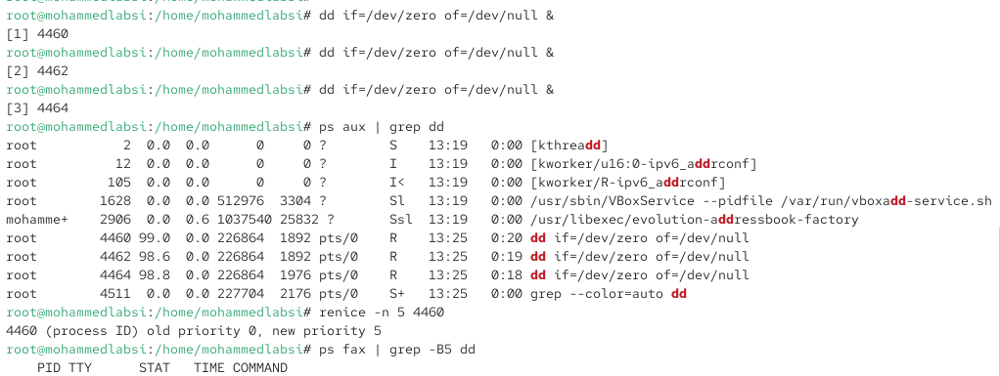 root@mohammedlabsi:/home/mohammedlabsi# dd if=/dev/zero of=/dev/null &
[1] 4460
root@mohammedlabsi:/home/mohammedlabsi# dd if=/dev/zero of=/dev/null &
[2] 4462
root@mohammedlabsi:/home/mohammedlabsi# dd if=/dev/zero of=/dev/null &
[3] 4464
root@mohammedlabsi:/home/mohammedlabsi# ps aux | grep dd
root           2  0.0  0.0      0     0 ?        S    13:19   0:00 [kthreadd]
root          12  0.0  0.0      0     0 ?        I    13:19   0:00 [kworker/u16:0-ipv6_addrconf]
root         105  0.0  0.0      0     0 ?        I<   13:19   0:00 [kworker/R-ipv6_addrconf]
root        1628  0.0  0.0 512976  3304 ?        Sl   13:19   0:00 /usr/sbin/VBoxService --pidfile /var/run/vboxadd-service.sh
mohamme+    2906  0.0  0.6 1037540 25832 ?       Ssl  13:19   0:00 /usr/libexec/evolution-addressbook-factory
root        4460 99.0  0.0 226864  1892 pts/0    R    13:25   0:20 dd if=/dev/zero of=/dev/null
root        4462 98.6  0.0 226864  1892 pts/0    R    13:25   0:19 dd if=/dev/zero of=/dev/null
root        4464 98.8  0.0 226864  1976 pts/0    R    13:25   0:18 dd if=/dev/zero of=/dev/null
root        4511  0.0  0.0 227704  2176 pts/0    S+   13:25   0:00 grep --color=auto dd
root@mohammedlabsi:/home/mohammedlabsi# renice -n 5 4460
4460 (process ID) old priority 0, new priority 5
root@mohammedlabsi:/home/mohammedlabsi# ps fax | grep -B5 dd
    PID TTY      STAT   TIME COMMAND